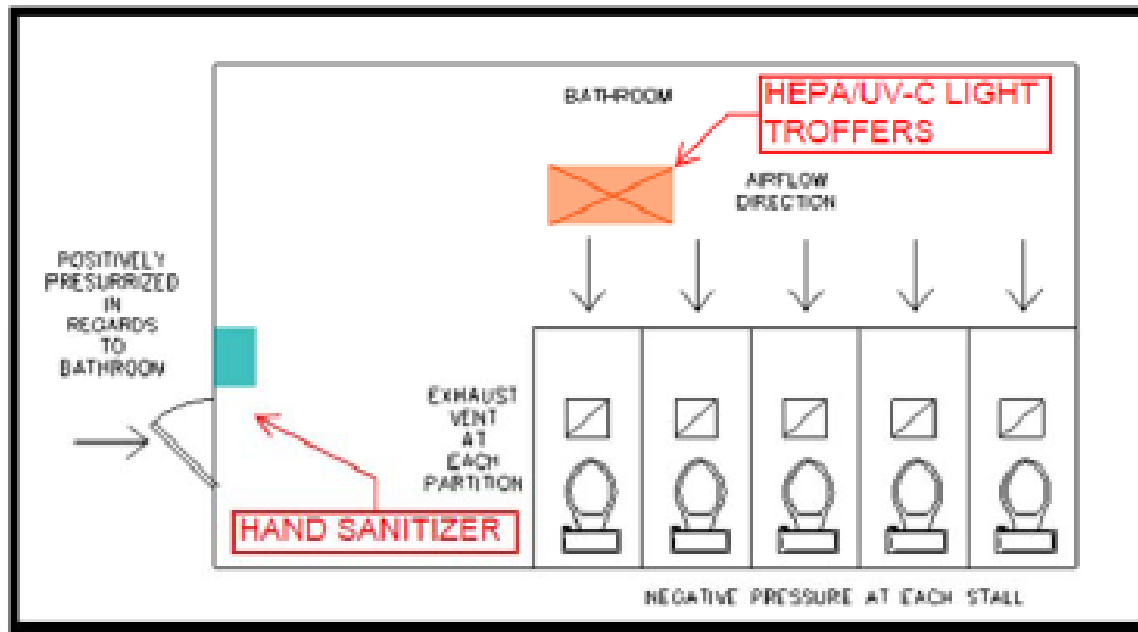 BATHROOM
HEPA/UV-C LIGHT
TROFFERS
AIRFLOW
DIRECTION
POSITIVELY
PRESURRIZED
IN
REGARDS
TO
BATHROOM
EXHAUST
VENT
AT
EACH
PARTITION
HAND SANITIZER
NEGATIVE PRESSURE AT EACH STALL